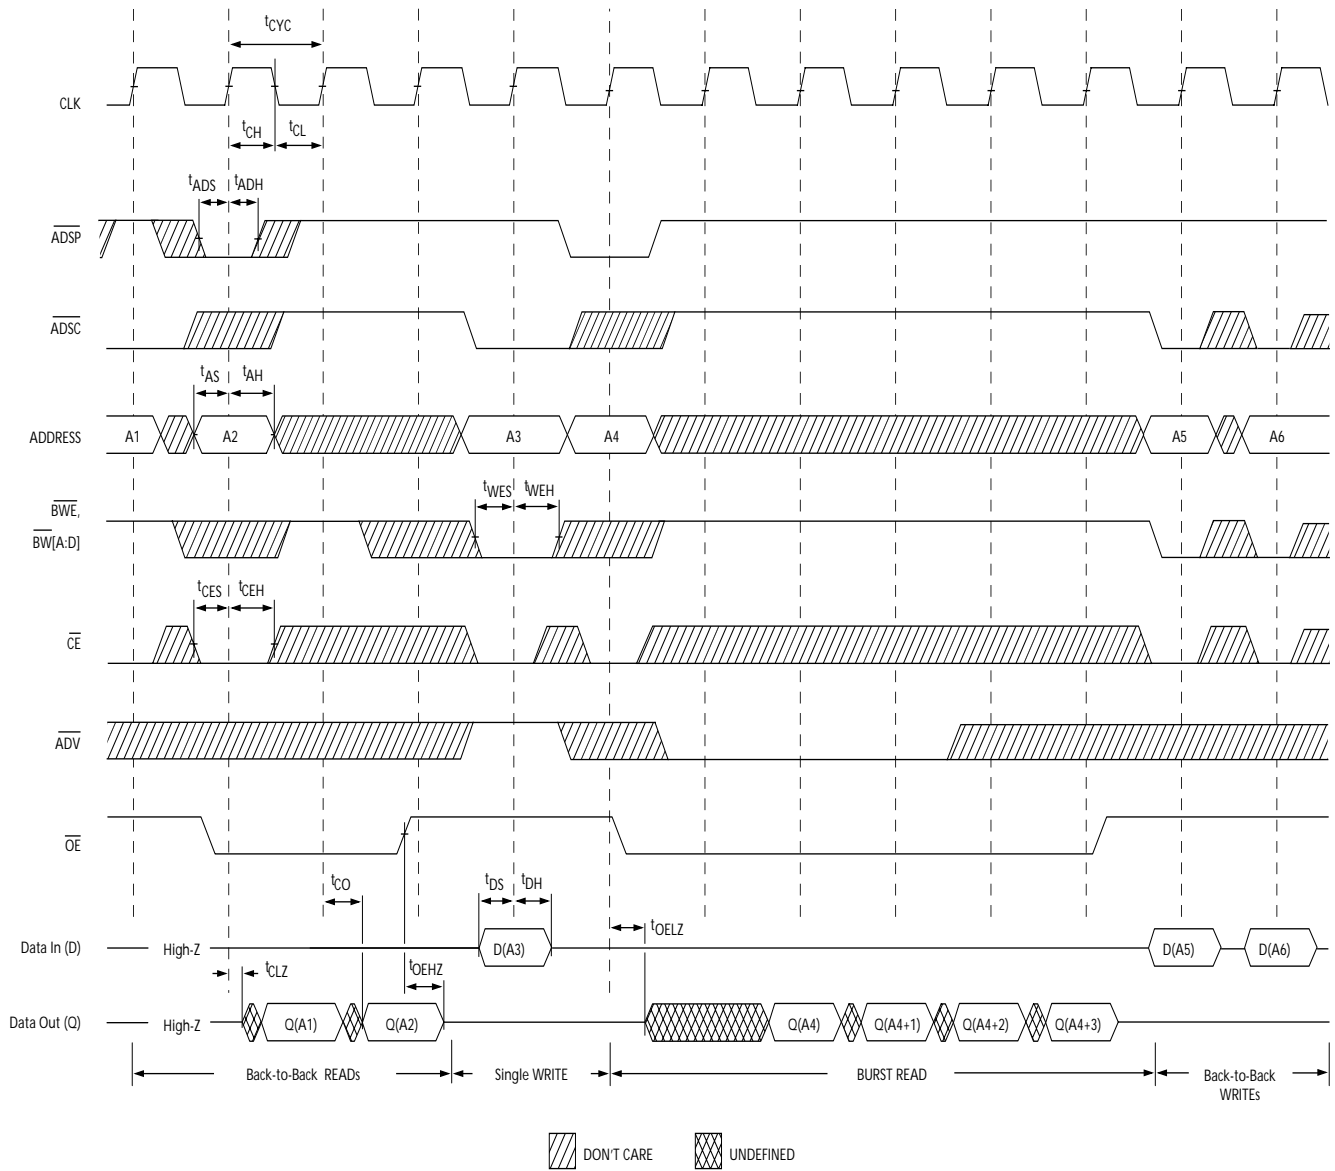 tCYC
CLK
tCH tCL
tADS tADH
ADSP
ADSC
tAS tAH
ADDRESS A1 A2 A3 A4 A5 A6
tWES tWEH
BWE,
BW[A:D]
tCES tCEH
CE
ADV
OE
tCO tDS tDH
tOELZ
Data In (D) High-Z D(A3) D(A5) D(A6)
tCLZ tOEHZ
Data Out (Q) High-Z Q(A1) Q(A2) Q(A4) Q(A4+1) Q(A4+2) Q(A4+3)
Back-to-Back READs Single WRITE BURST READ Back-to-Back
WRITEs
DON'T CARE UNDEFINED